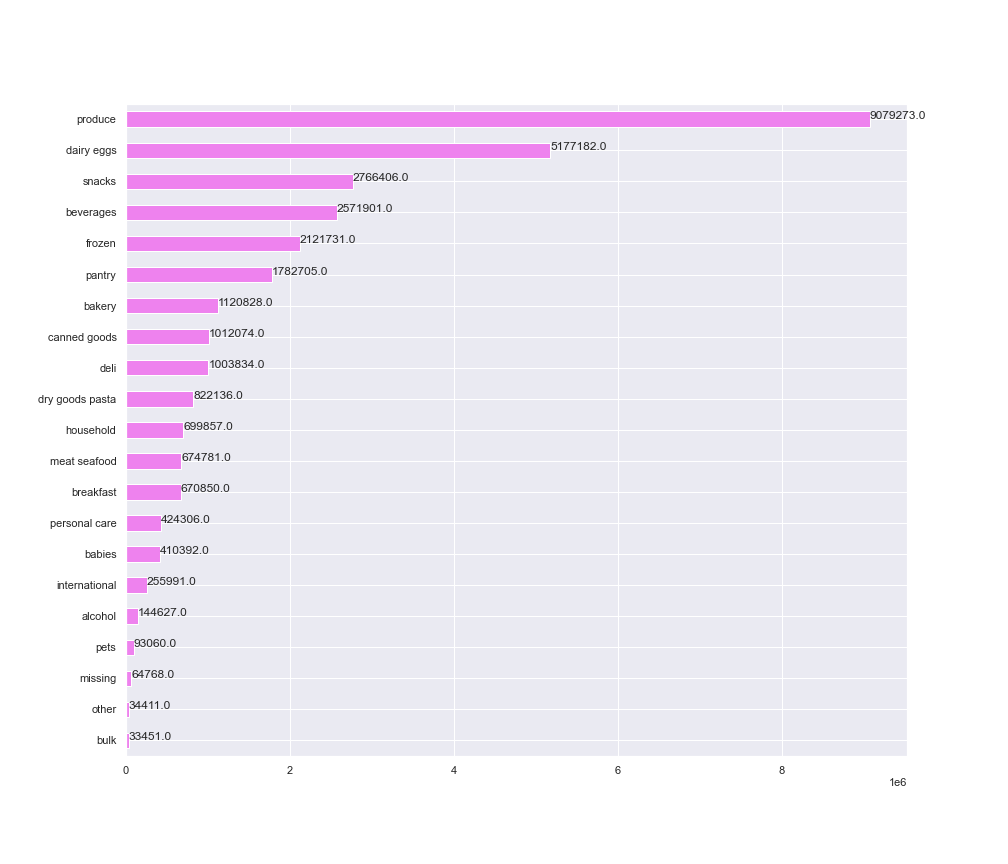 produce 9079273.0
dairy eggs 5177182.0
snacks 2766406.0
beverages 2571901.0
frozen 2121731.0
pantry 1782705.0
bakery 1120828.0
canned goods 1012074.0
deli 1003834.0
dry goods pasta 822136.0
household 699857.0
meat seafood 674781.0
breakfast 670850.0
personal care 424306.0
babies 410392.0
international 255991.0
alcohol 144627.0
pets 93060.0
missing 64768.0
other 34411.0
bulk 33451.0
0 2 4 6 8
1e6